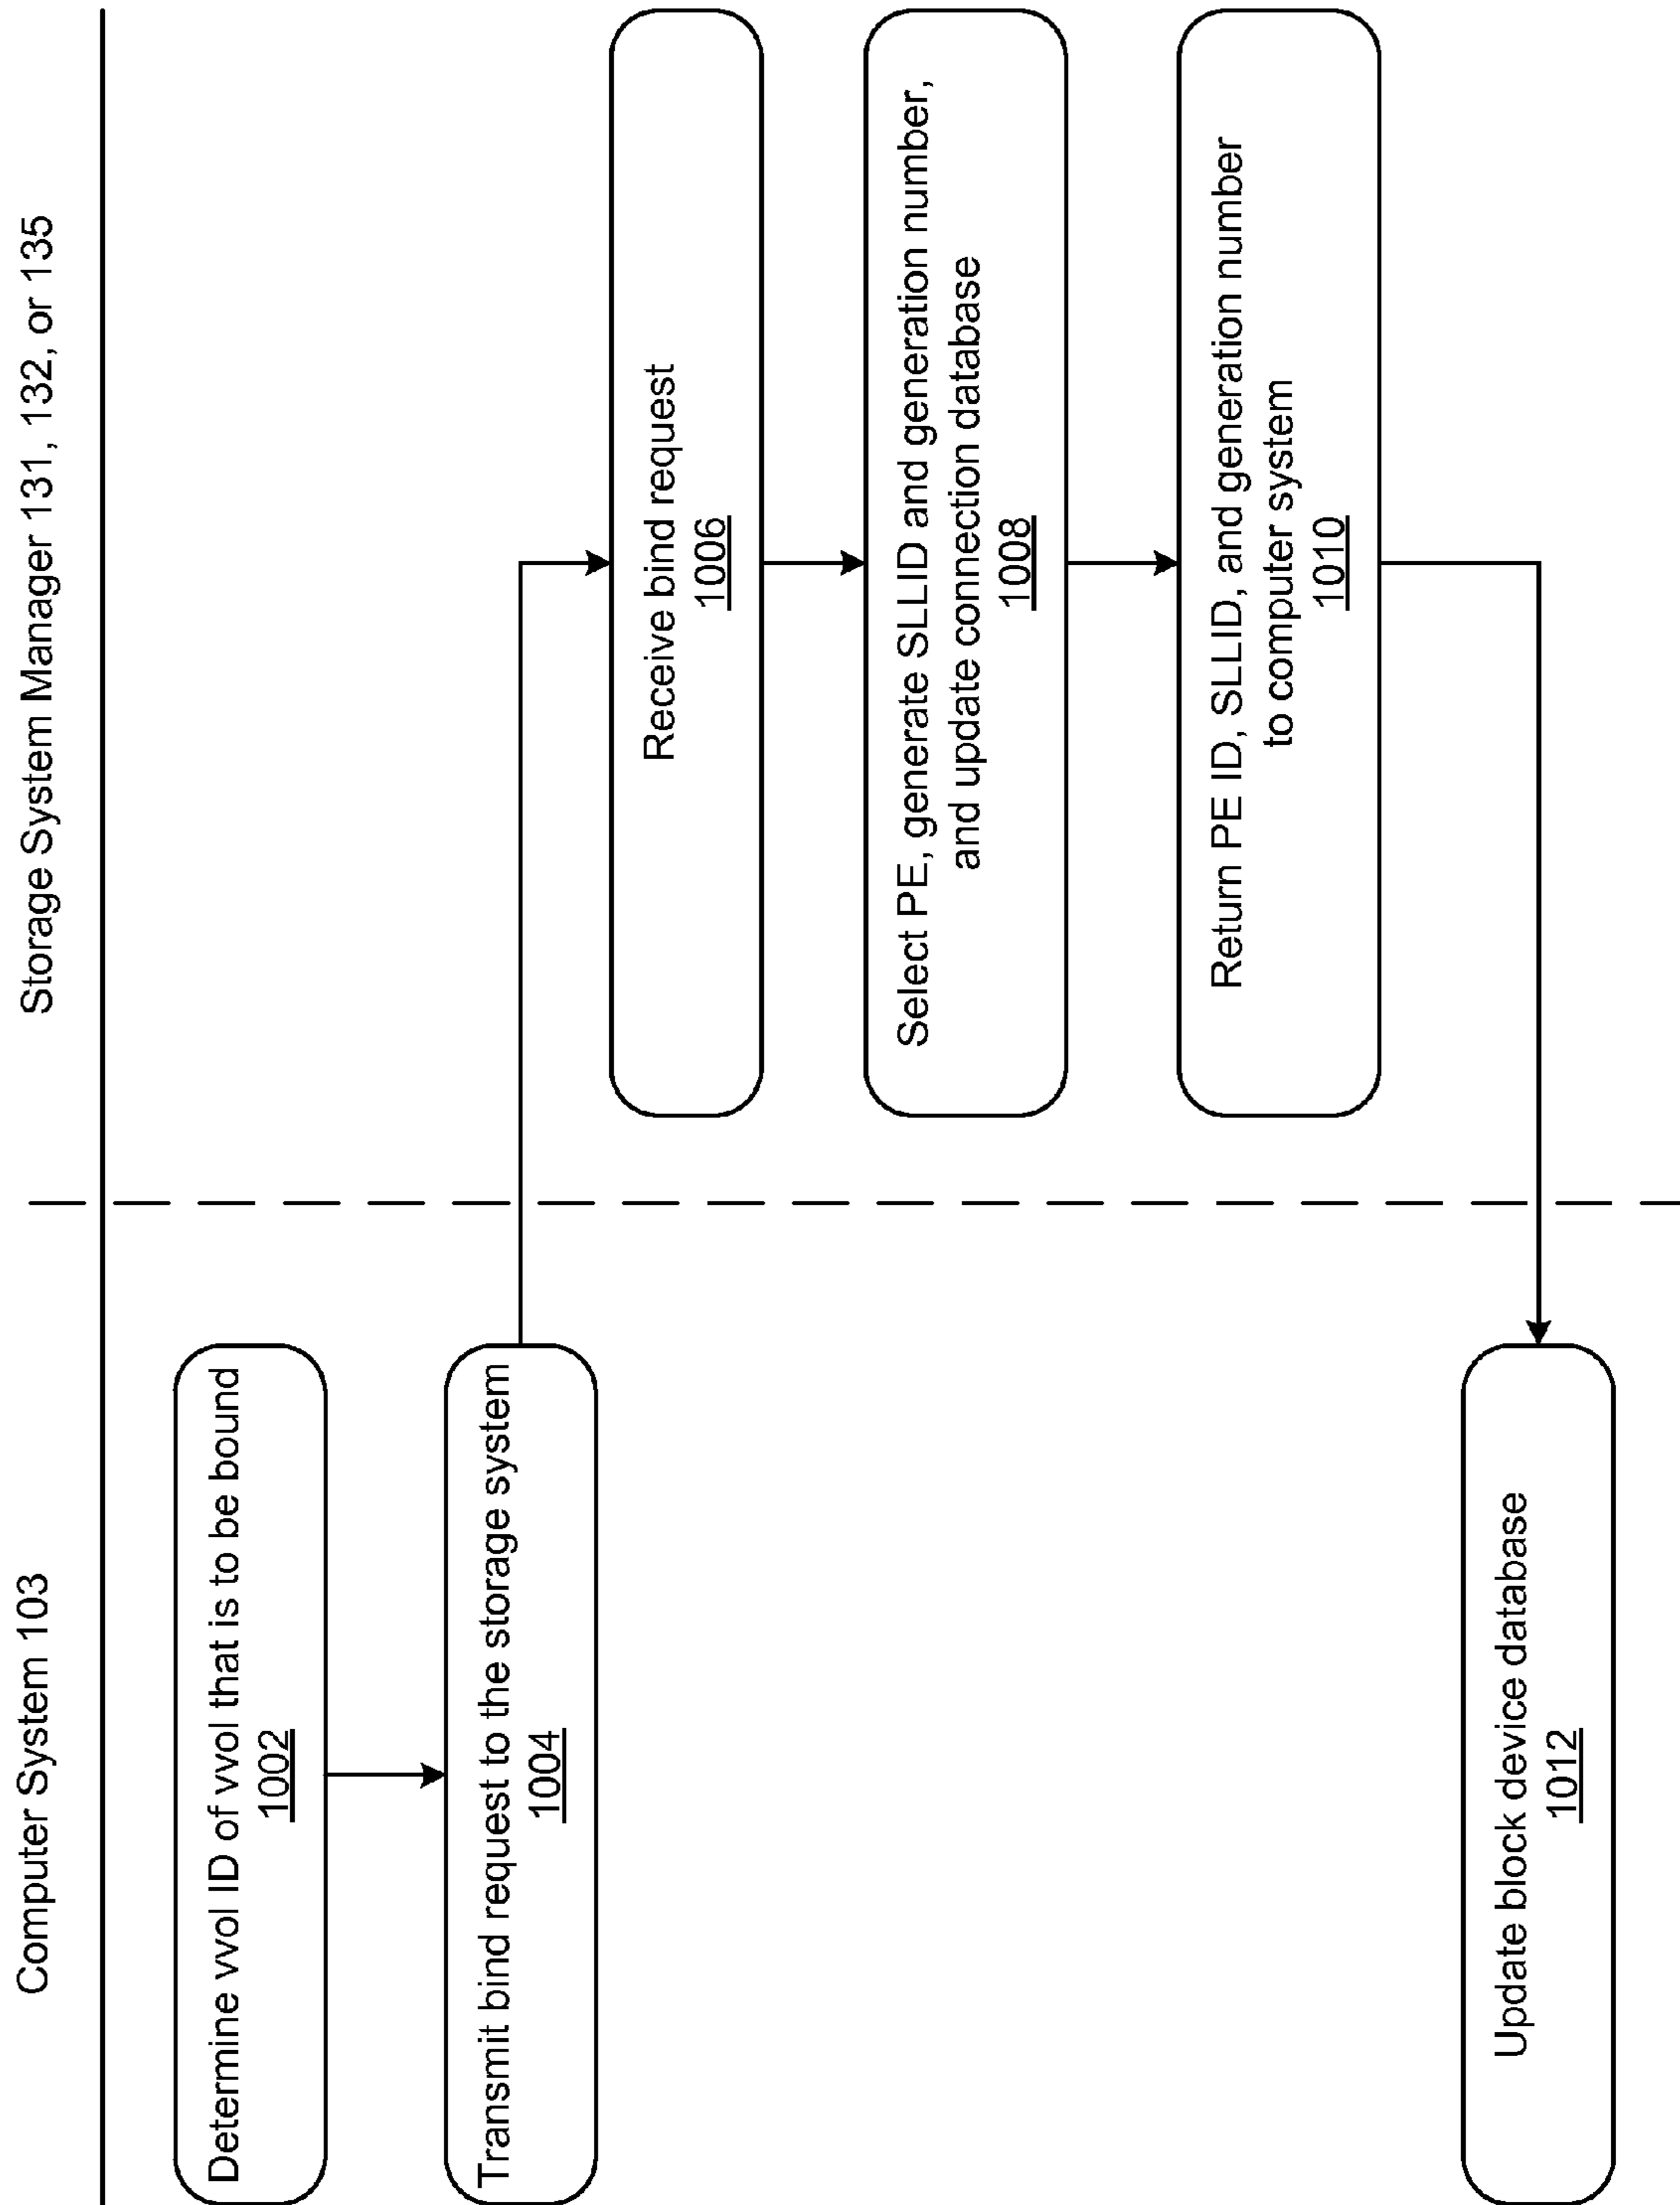 Computer System 103
Storage System Manager 131, 132, or 135
Determine vvol ID of vvol that is to be bound
1002
Transmit bind request to the storage system
1004
Receive bind request
1006
Select PE, generate SLLID and generation number,
and update connection database
1008
Return PE ID, SLLID, and generation number
to computer system
1010
Update block device database
1012